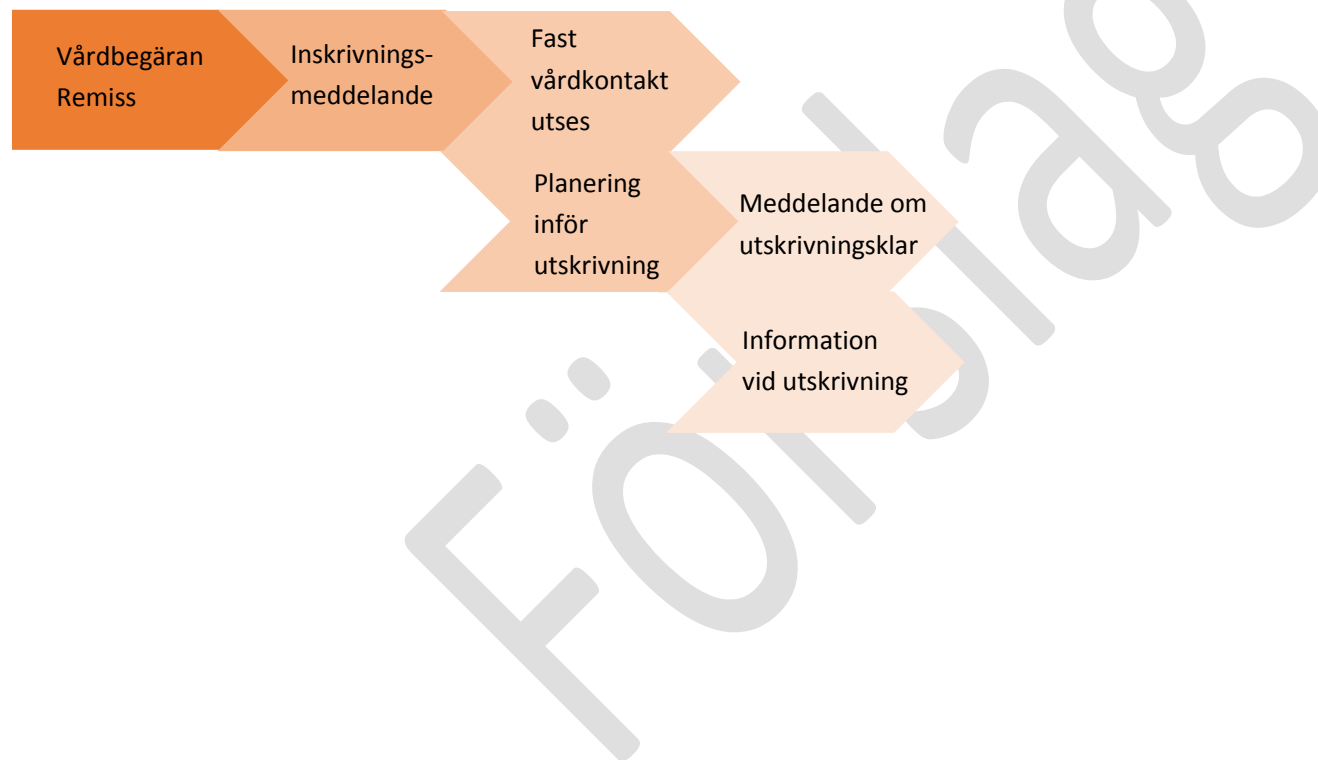 Vårdbegäran
Remiss
Inskrivnings-
meddelande
Fast
vårdkontakt
utses
Planering
inför
utskrivning
Meddelande om
utskrivningsklar
Information
vid utskrivning
Förslag